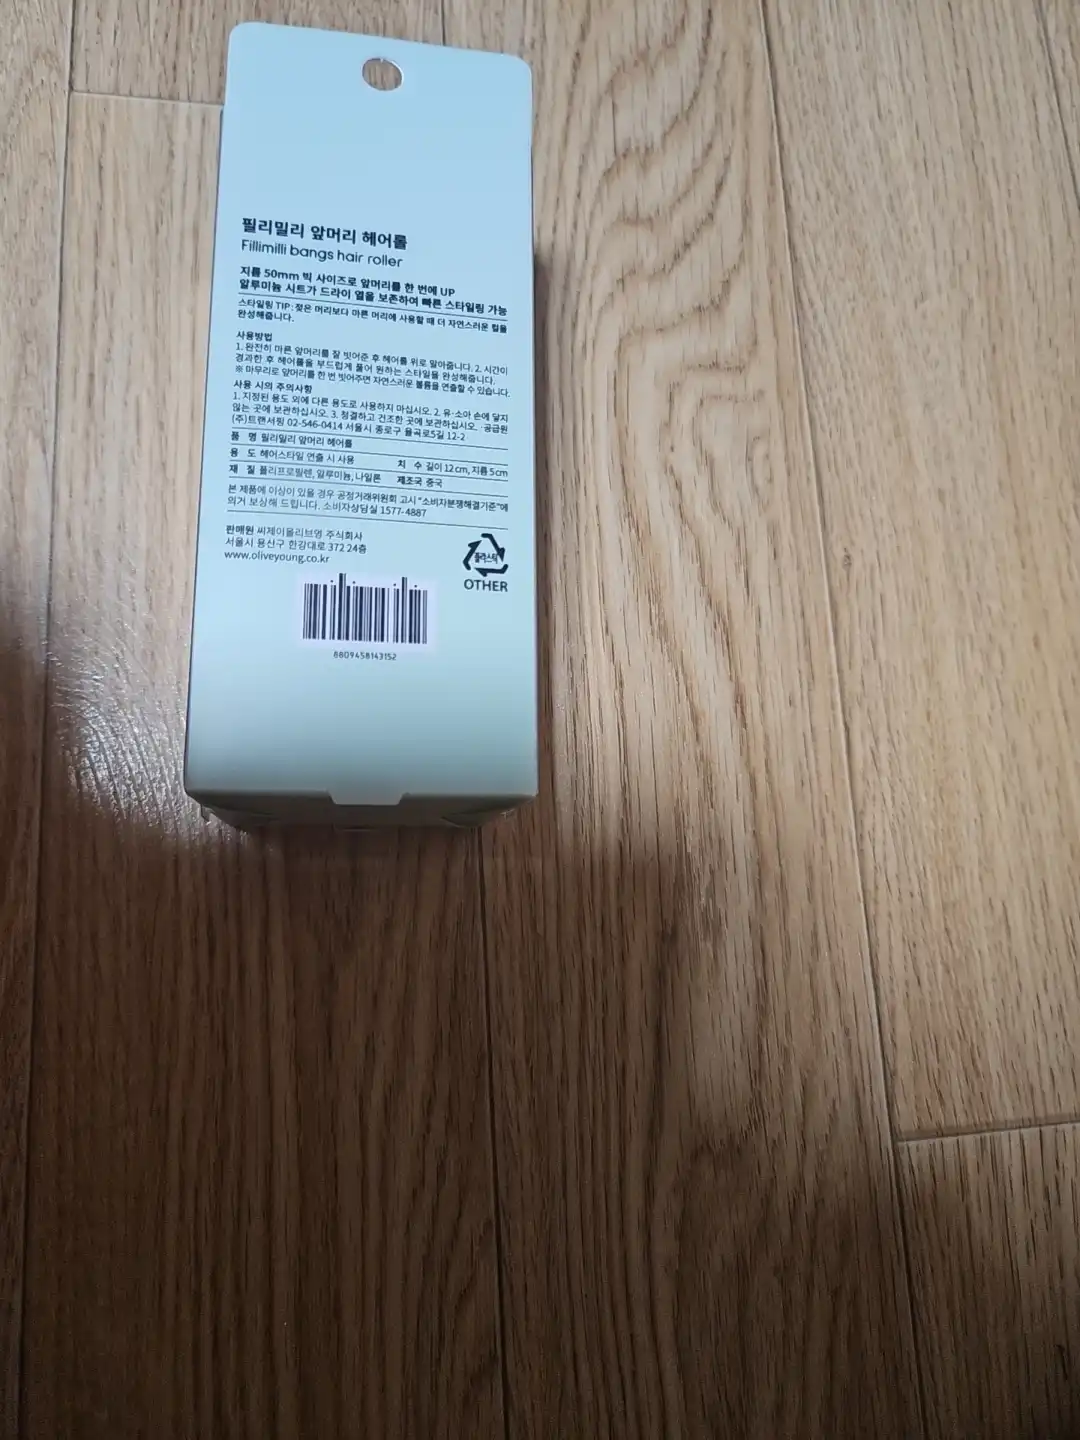 필리밀리 앞머리 헤어롤
Fillimilli bangs hair roller
지름 50mm 빅 사이즈로 앞머리를 한 번에 UP
알루미늄 시트가 드라이 열을 보존하여 빠른 스타일링 가능
스타일링 TIP: 젖은 머리보다 마른 머리에 사용할 때 더 자연스러운 컬을
완성해줍니다.
사용방법
1. 완전히 마른 앞머리를 잘 빗어준 후 헤어롤 위로 말아줍니다. 2. 시간이
경과한 후 헤어롤을 부드럽게 풀어 원하는 스타일을 완성해줍니다.
※ 마무리로 앞머리를 한 번 빗어주면 자연스러운 볼륨을 연출할 수 있습니다.
사용 시의 주의사항
1. 지정된 용도 외에 다른 용도로 사용하지 마십시오. 2. 유·소아 손에 닿지
않는 곳에 보관하십시오. 3. 청결하고 건조한 곳에 보관하십시오. 공급원
(주)트랜서핑 02-546-0414 서울시 종로구 율곡로5길 12-2
품 명 필리밀리 앞머리 헤어롤
용 도 헤어스타일 연출 시 사용 치 수 길이 12cm, 지름 5cm
재 질 폴리프로필렌, 알루미늄, 나일론 제조국 중국
본 제품에 이상이 있을 경우 공정거래위원회 고시 "소비자분쟁해결기준"에
의거 보상해 드립니다. 소비자상담실 1577-4887
판매원 씨제이올리브영 주식회사
서울시 용산구 한강대로 372 24층
www.oliveyoung.co.kr
플라스틱
OTHER
8809458143152